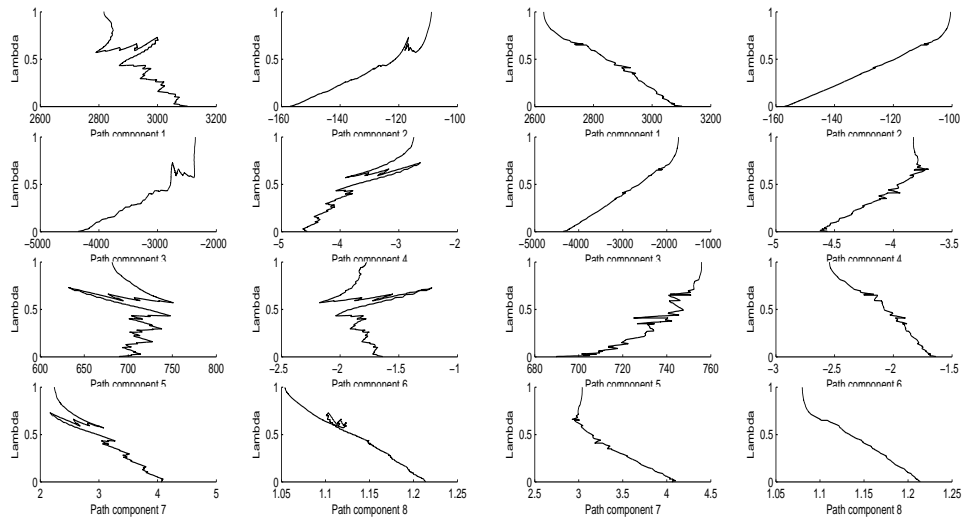 1
0.5
0
Lambda
2600 2800 3000 3200
Path component 1
1
0.5
0
Lambda
−160 −140 −120 −100
Path component 2
1
0.5
0
Lambda
2600 2800 3000 3200
Path component 1
1
0.5
0
Lambda
−160 −140 −120 −100
Path component 2
1
0.5
0
Lambda
−5000 −4000 −3000 −2000
Path component 3
1
0.5
0
Lambda
−5 −4 −3 −2
Path component 4
1
0.5
0
Lambda
−5000 −4000 −3000 −2000 −1000
Path component 3
1
0.5
0
Lambda
−5 −4.5 −4 −3.5
Path component 4
1
0.5
0
Lambda
600 650 700 750 800
Path component 5
1
0.5
0
Lambda
−3 −2 −1
−2.5 −1.5
Path component 6
1
0.5
0
Lambda
680 700 720 740 760
Path component 5
1
0.5
0
Lambda
−3 −2.5 −2 −1.5
Path component 6
1
0.5
0
Lambda
2 3 4 5
Path component 7
1
0.5
0
Lambda
1.05 1.1 1.15 1.2 1.25
Path component 8
1
0.5
0
Lambda
2.5 3 3.5 4 4.5
Path component 7
1
0.5
0
Lambda
1.05 1.1 1.15 1.2 1.25
Path component 8